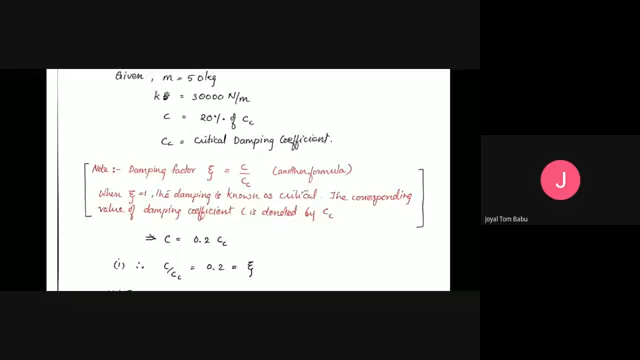 Given, m = 50kg
k = 30000 N/m
C = 20% of Cc
Cc = Critical Damping Coefficient.
Note :- Damping factor ξ = C/Cc (another formula)
When ξ=1, the damping is known as critical. The corresponding
value of damping coefficient C is denoted by Cc
⇒ C = 0.2 Cc
(i) ∴ C/Cc = 0.2 = ξ
J
Joyal Tom Babu